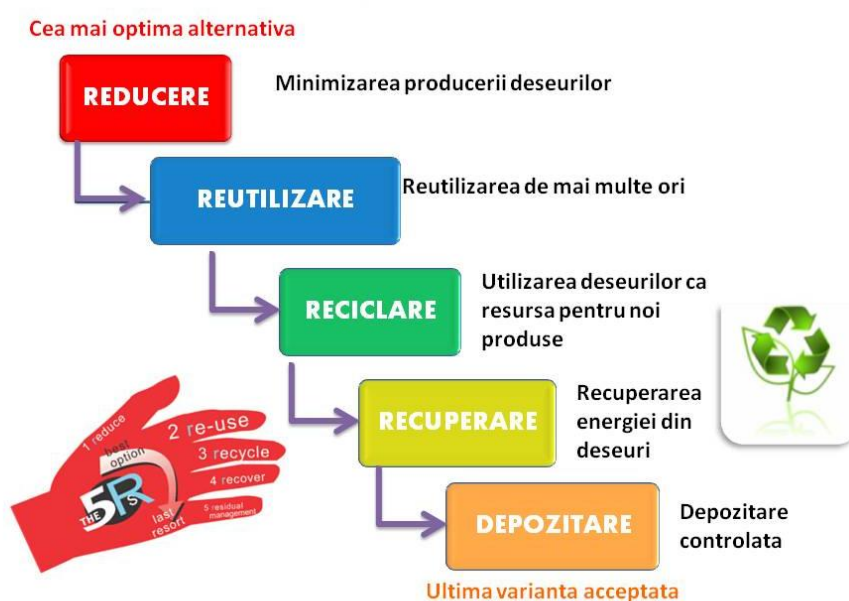 Cea mai optima alternativa
REDUCERE
Minimizarea producerii deseurilor
REUTILIZARE
Reutilizarea de mai multe ori
RECICLARE
Utilizarea deseurilor ca
resursa pentru noi
produse
RECUPERARE
Recuperarea
energiei din
deseuri
DEPOZITARE
Depozitare
controlata
Ultima varianta acceptata
1 reduce
2 re-use
3 recycle
4 recover
5 residual
management
best
option
THE
5Rs
last
resort